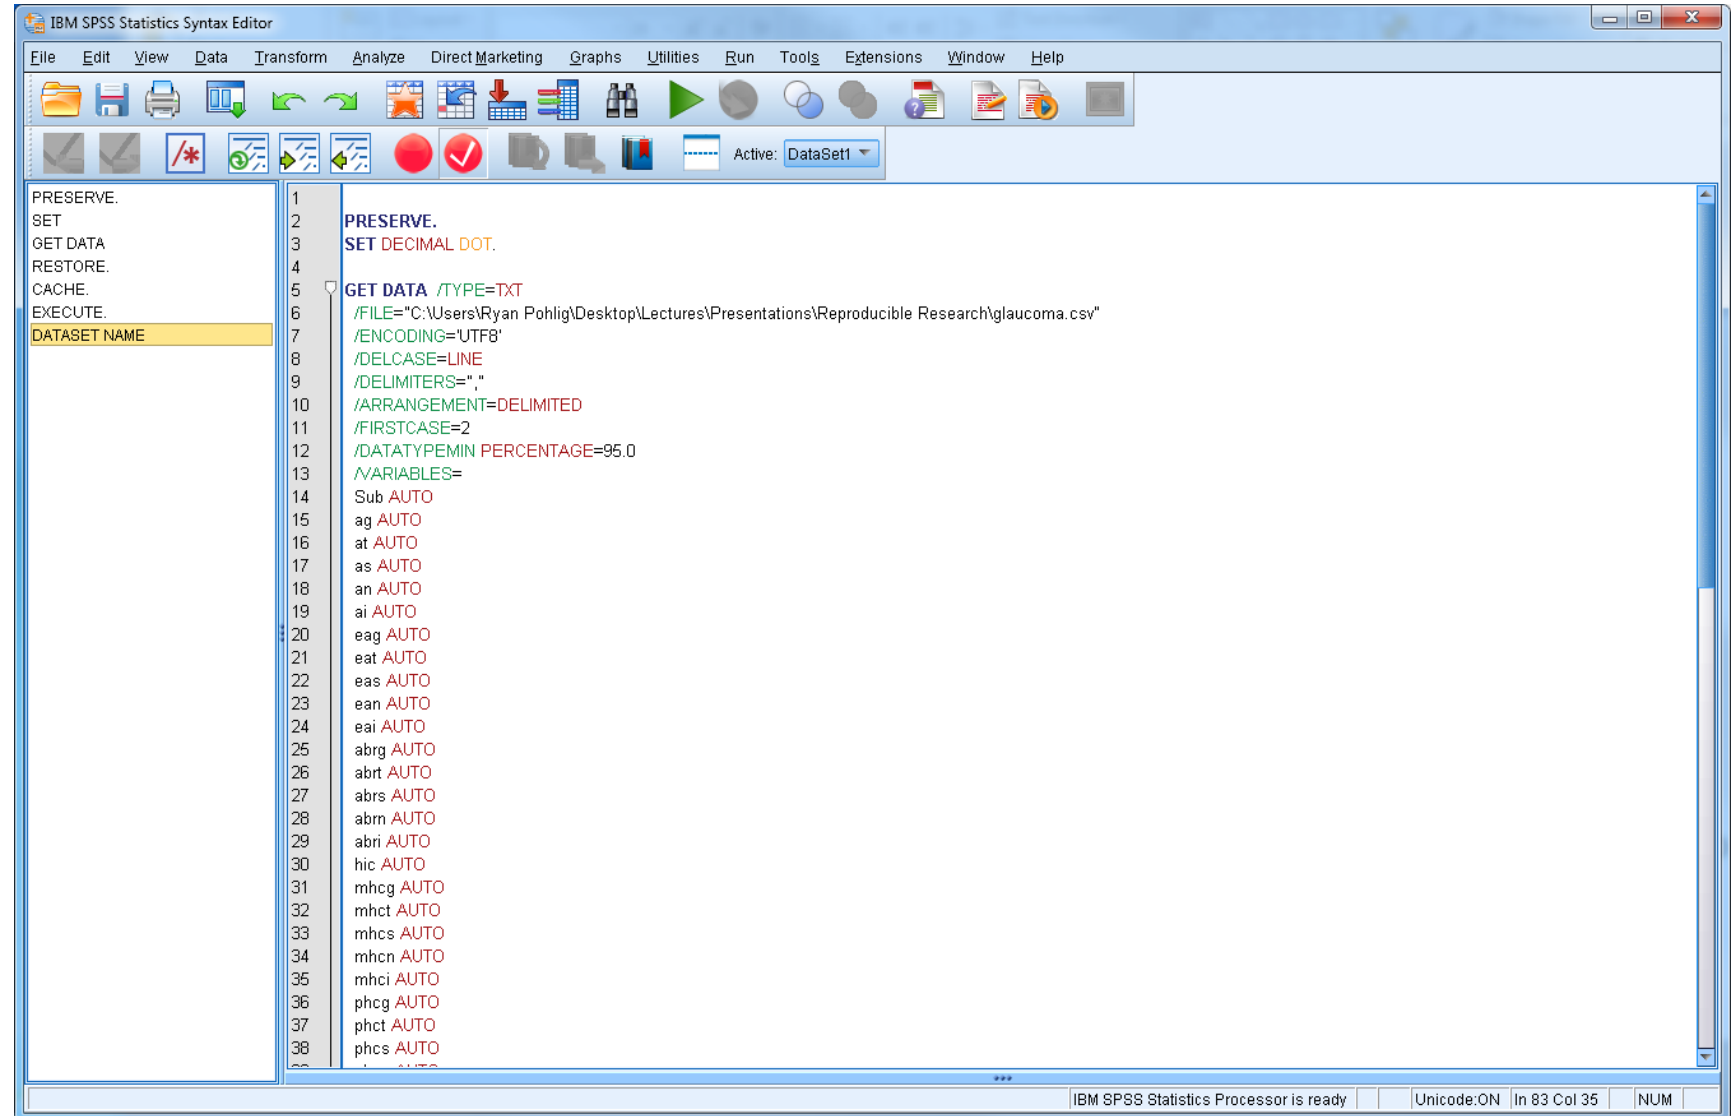 IBM SPSS Statistics Syntax Editor
File Edit View Data Transform Analyze Direct Marketing Graphs Utilities Run Tools Extensions Window Help
Active: DataSet1
PRESERVE.
SET
GET DATA
RESTORE.
CACHE.
EXECUTE.
DATASET NAME
1
2 PRESERVE.
3 SET DECIMAL DOT.
4
5 GET DATA /TYPE=TXT
6 /FILE="C:\Users\Ryan Pohlig\Desktop\Lectures\Presentations\Reproducible Research\glaucoma.csv"
7 /ENCODING='UTF8'
8 /DELCASE=LINE
9 /DELIMITERS=","
10 /ARRANGEMENT=DELIMITED
11 /FIRSTCASE=2
12 /DATATYPEMIN PERCENTAGE=95.0
13 /VARIABLES=
14 Sub AUTO
15 ag AUTO
16 at AUTO
17 as AUTO
18 an AUTO
19 ai AUTO
20 eag AUTO
21 eat AUTO
22 eas AUTO
23 ean AUTO
24 eai AUTO
25 abrg AUTO
26 abrt AUTO
27 abrs AUTO
28 abrn AUTO
29 abri AUTO
30 hic AUTO
31 mhcg AUTO
32 mhct AUTO
33 mhcs AUTO
34 mhcn AUTO
35 mhci AUTO
36 phcg AUTO
37 phct AUTO
38 phcs AUTO
IBM SPSS Statistics Processor is ready Unicode:ON In 83 Col 35 NUM